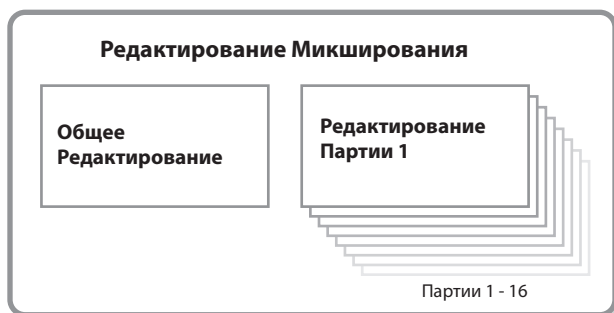 Редактирование Микширования
Общее
Редактирование
Редактирование
Партии 1
Партии 1 - 16